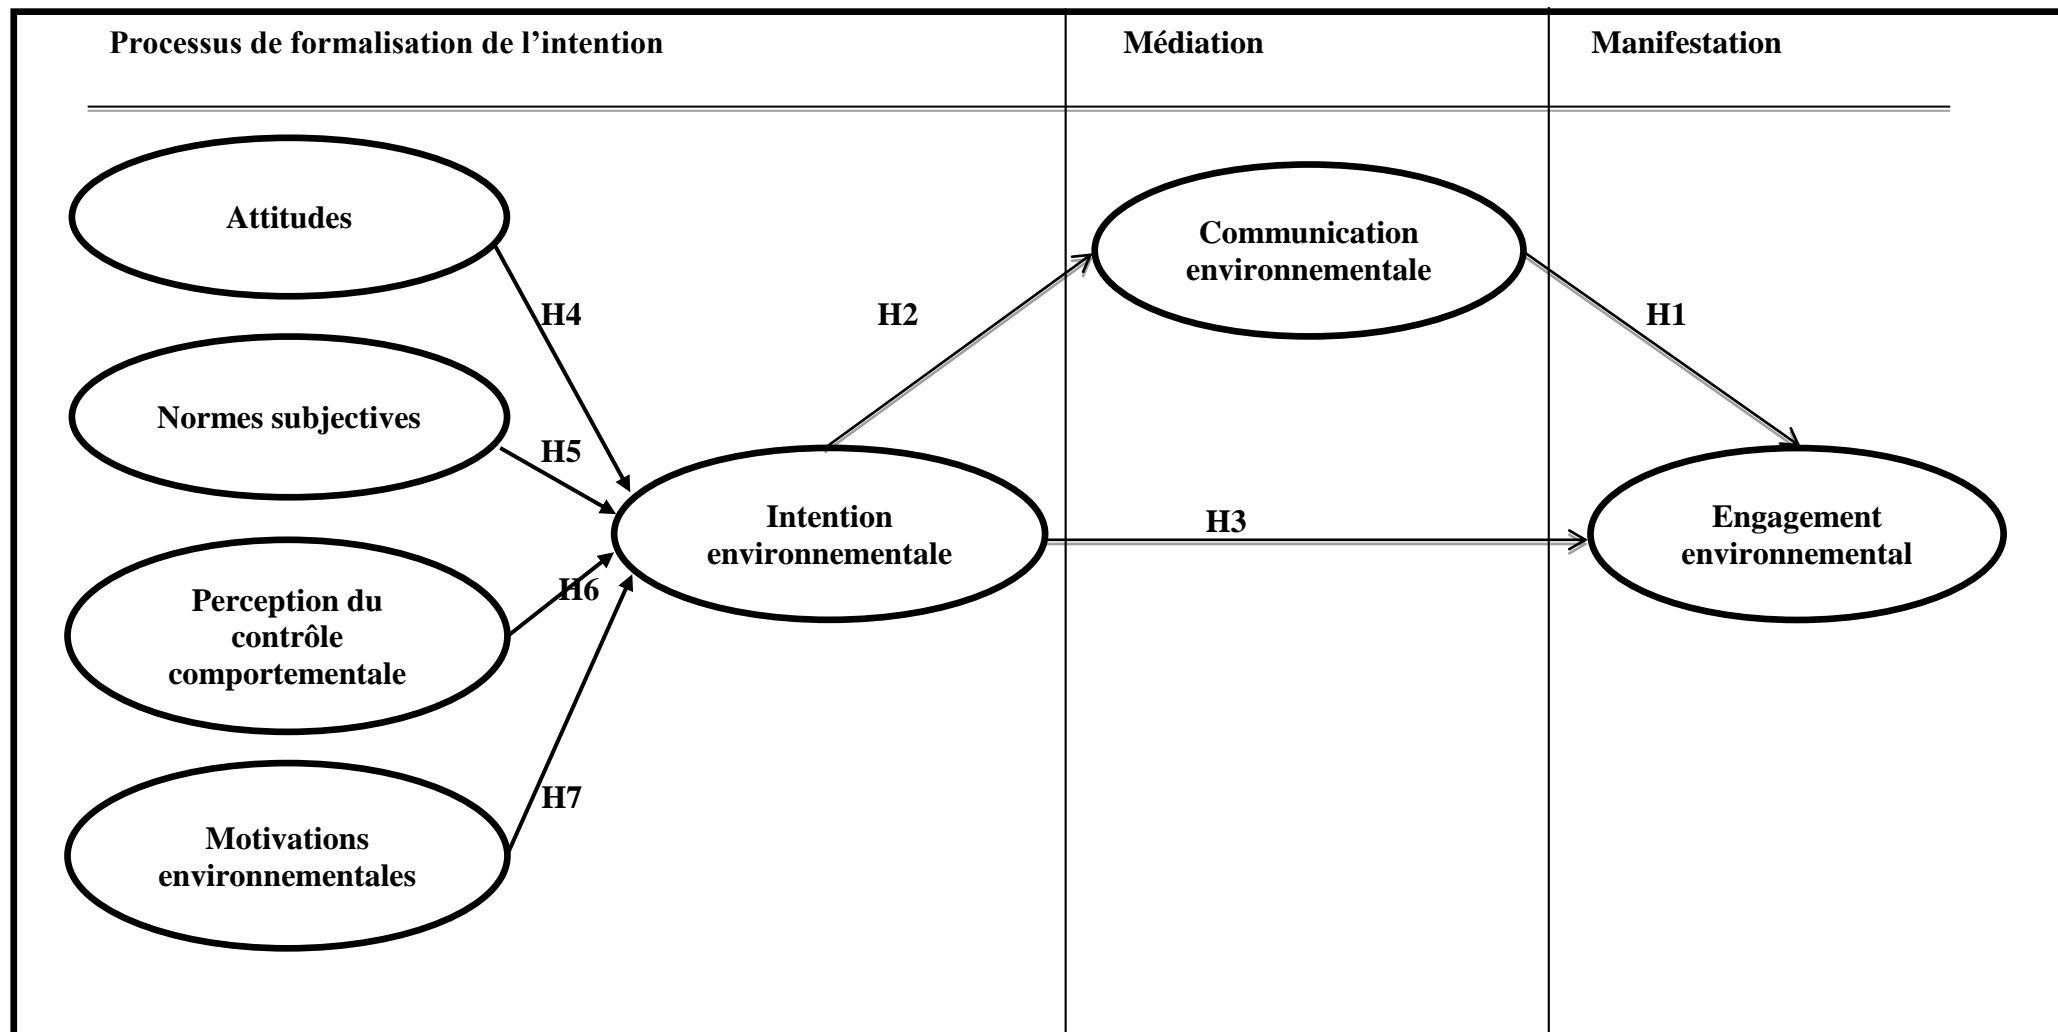 Processus de formalisation de l’intention
Médiation
Manifestation
Attitudes
Communication
environnementale
H4
H2
H1
Normes subjectives
H5
Intention
environnementale
H3
Engagement
environnemental
H6
Perception du
contrôle
comportementale
H7
Motivations
environnementales